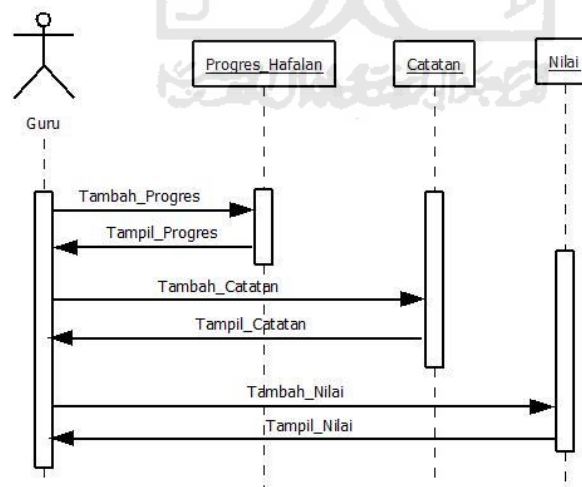 Progres_Hafalan
Catatan
Nilai
Guru
Tambah_Progres
Tampil_Progres
Tambah_Catatan
Tampil_Catatan
Tambah_Nilai
Tampil_Nilai